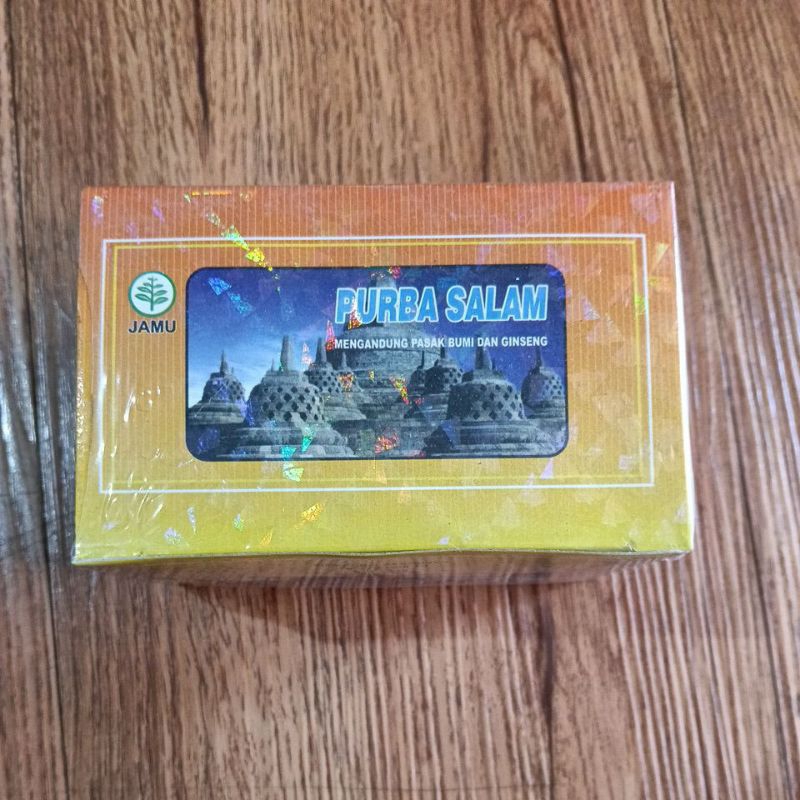 JAMU
PURBA SALAM
MENGANDUNG PASAK BUMI DAN GINSENG